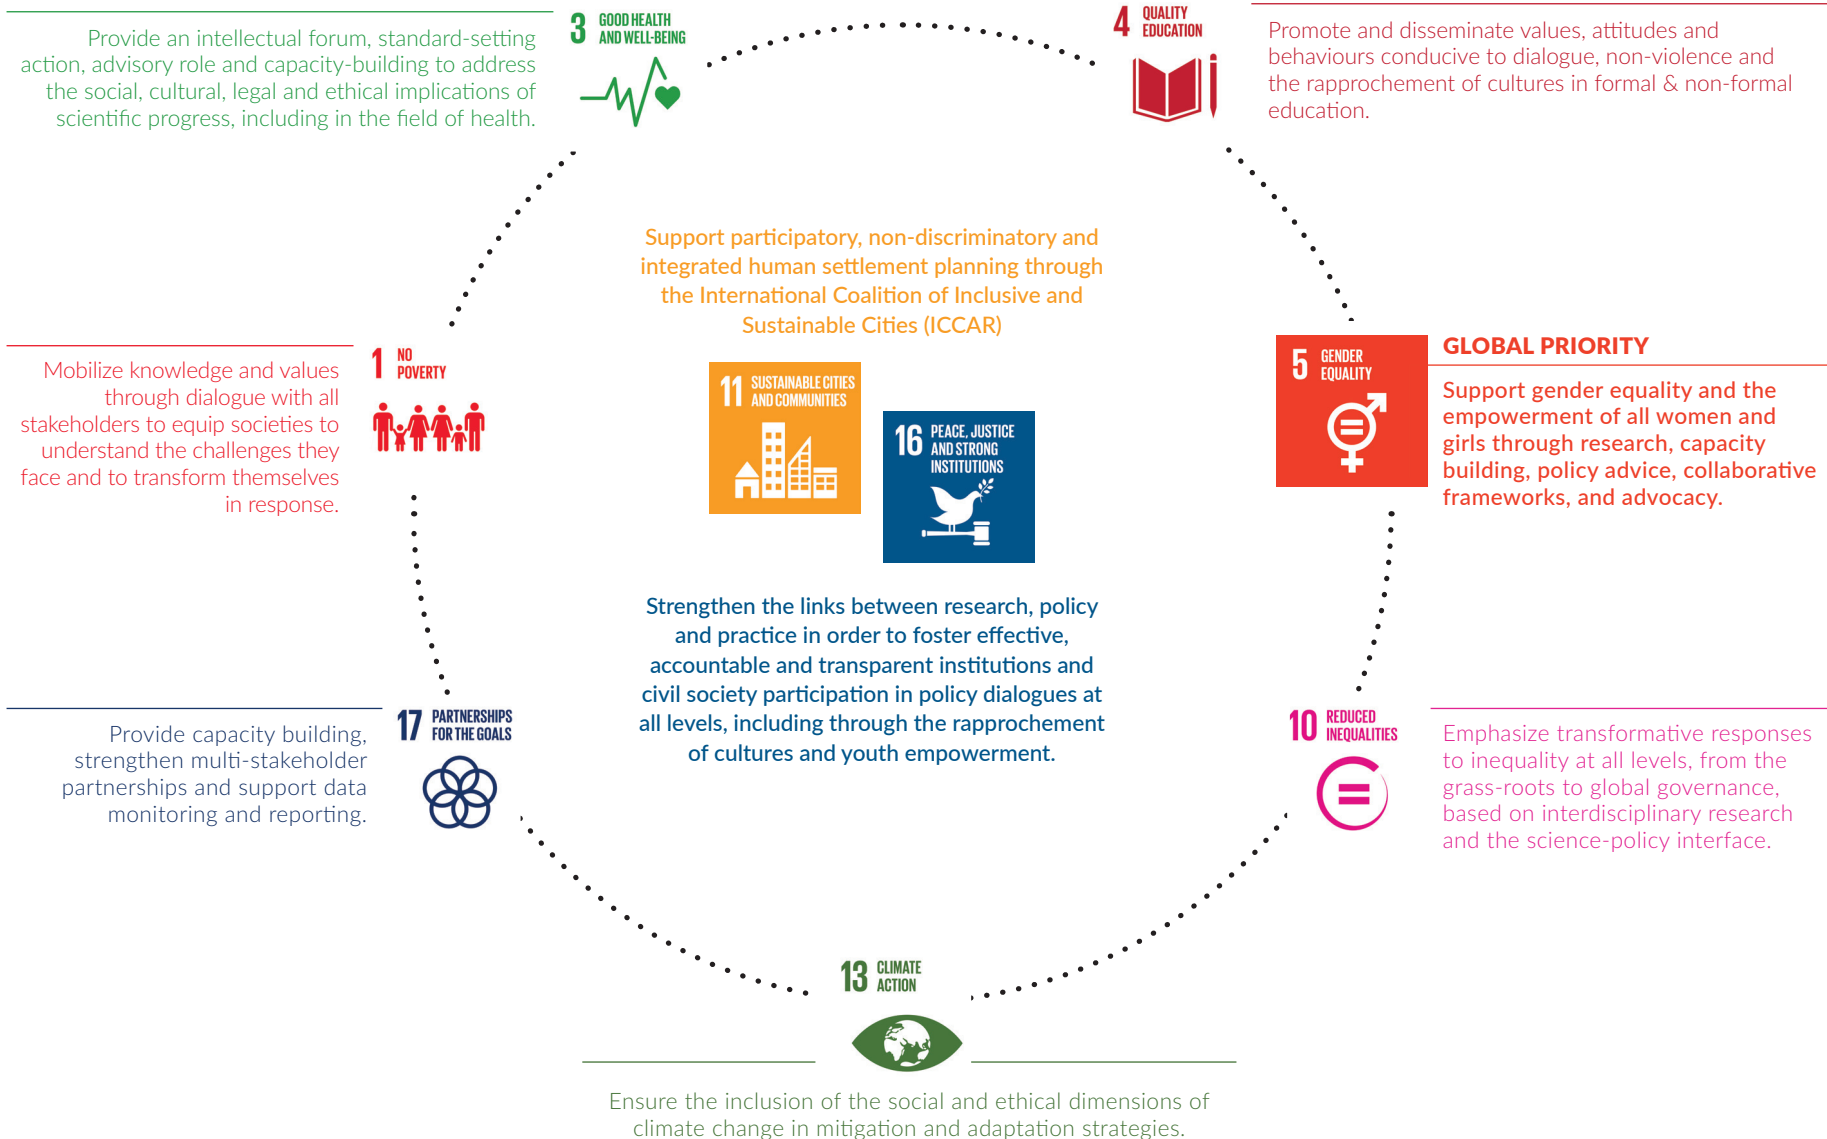 Provide an intellectual forum, standard-setting
action, advisory role and capacity-building to address
the social, cultural, legal and ethical implications of
scientific progress, including in the field of health.
3 GOOD HEALTH
AND WELL-BEING
4 QUALITY
EDUCATION
Promote and disseminate values, attitudes and
behaviours conducive to dialogue, non-violence and
the rapprochement of cultures in formal & non-formal
education.
Support participatory, non-discriminatory and
integrated human settlement planning through
the International Coalition of Inclusive and
Sustainable Cities (ICCAR)
Mobilize knowledge and values
through dialogue with all
stakeholders to equip societies to
understand the challenges they
face and to transform themselves
in response.
1 NO
POVERTY
11 SUSTAINABLE CITIES
AND COMMUNITIES
16 PEACE, JUSTICE
AND STRONG
INSTITUTIONS
5 GENDER
EQUALITY
GLOBAL PRIORITY
Support gender equality and the
empowerment of all women and
girls through research, capacity
building, policy advice, collaborative
frameworks, and advocacy.
Strengthen the links between research, policy
and practice in order to foster effective,
accountable and transparent institutions and
civil society participation in policy dialogues at
all levels, including through the rapprochement
of cultures and youth empowerment.
Provide capacity building,
strengthen multi-stakeholder
partnerships and support data
monitoring and reporting.
17 PARTNERSHIPS
FOR THE GOALS
10 REDUCED
INEQUALITIES
Emphasize transformative responses
to inequality at all levels, from the
grass-roots to global governance,
based on interdisciplinary research
and the science-policy interface.
13 CLIMATE
ACTION
Ensure the inclusion of the social and ethical dimensions of
climate change in mitigation and adaptation strategies.